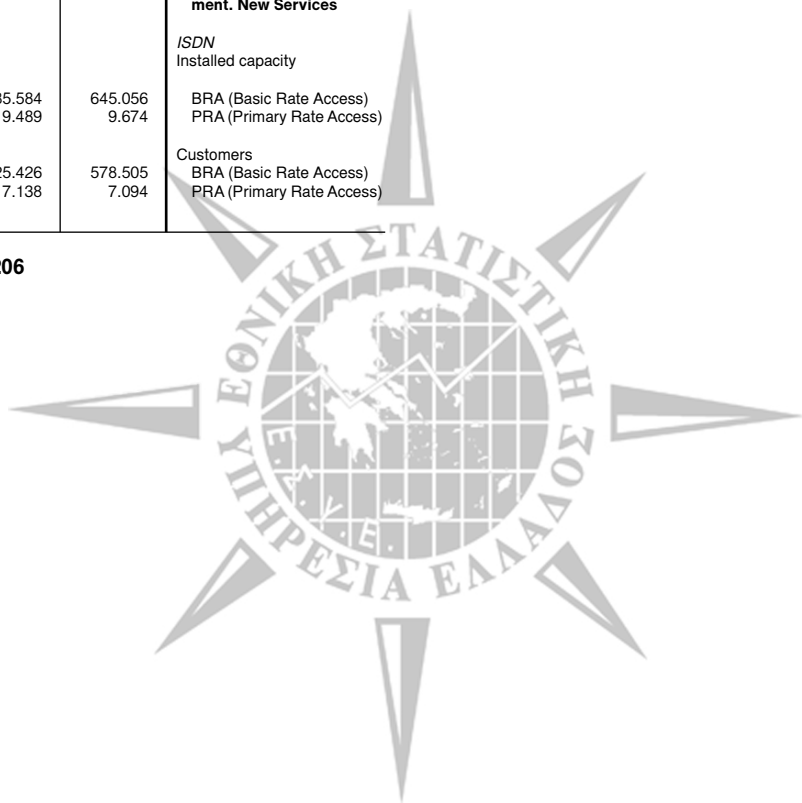 ment. New Services
ISDN
Installed capacity
5.584 645.056 BRA (Basic Rate Access)
9.489 9.674 PRA (Primary Rate Access)
Customers
25.426 578.505 BRA (Basic Rate Access)
7.138 7.094 PRA (Primary Rate Access)
206
ΕΘΝΙΚΗ ΣΤΑΤΙΣΤΙΚΗ
ΥΠΗΡΕΣΙΑ ΕΛΛΑΔΟΣ
Ε.Σ.Υ.Ε.